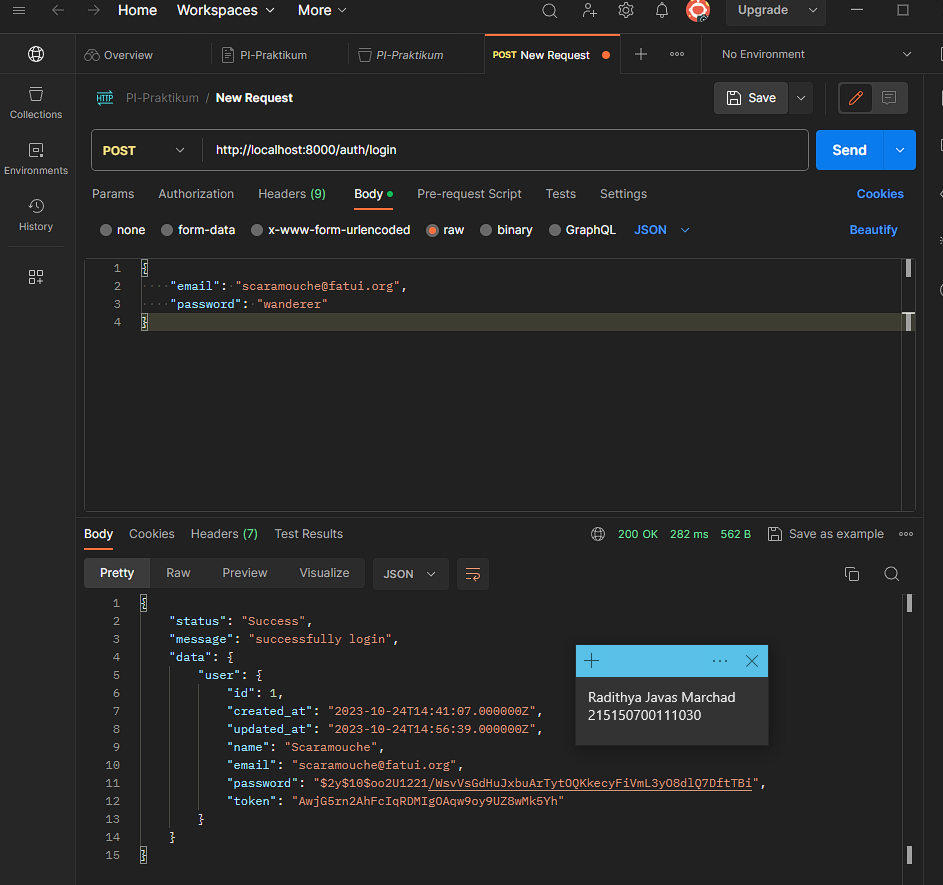 Home Workspaces More Upgrade
Overview PI-Praktikum PI-Praktikum POST New Request No Environment
PI-Praktikum / New Request Save
Collections
Environments
History
POST http://localhost:8000/auth/login Send
Params Authorization Headers (9) Body Pre-request Script Tests Settings Cookies
none form-data x-www-form-urlencoded raw binary GraphQL JSON Beautify
1 {
2 "email": "scaramouche@fatui.org",
3 "password": "wanderer"
4 }
Body Cookies Headers (7) Test Results 200 OK 282 ms 562 B Save as example
Pretty Raw Preview Visualize JSON
1 {
2 "status": "Success",
3 "message": "successfully login",
4 "data": {
5 "user": {
6 "id": 1,
7 "created_at": "2023-10-24T14:41:07.000000Z",
8 "updated_at": "2023-10-24T14:56:39.000000Z",
9 "name": "Scaramouche",
10 "email": "scaramouche@fatui.org",
11 "password": "$2y$10$oo2U1221/WsvVsGdHuJxbuArTytOQKkecyFiVmL3yO8dlQ7DftTBi",
12 "token": "AwjG5rn2AhFcIqRDMIgOAqw9oy9UZ8wMk5Yh"
13 }
14 }
15 }
Radithya Javas Marchad
215150700111030